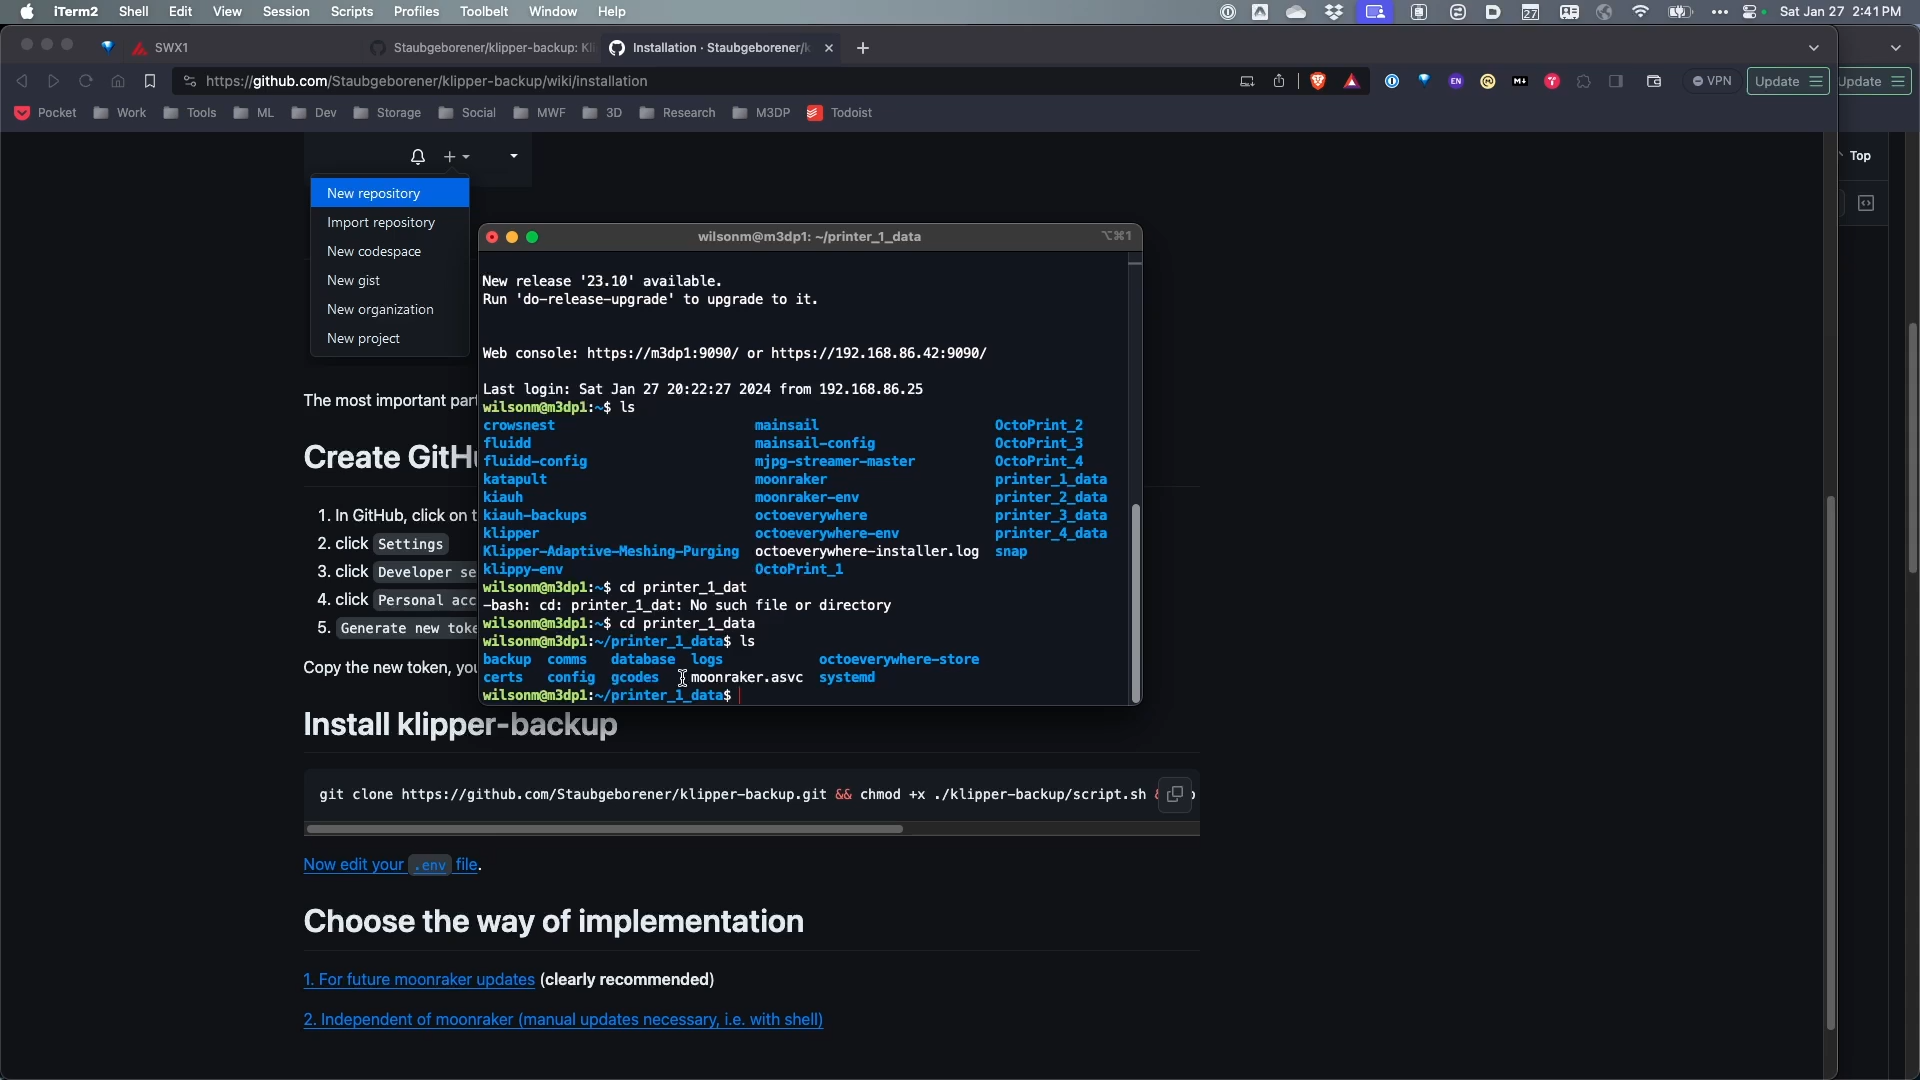 iTerm2 Shell Edit View Session Scripts Profiles Toolbelt Window Help 27 Sat Jan 27 2:41 PM
SWX1 Staubgeborener/klipper-backup: Kli Installation · Staubgeborener/k
https://github.com/Staubgeborener/klipper-backup/wiki/installation EN VPN Update Update
Pocket Work Tools ML Dev Storage Social MWF 3D Research M3DP Todoist
Top
New repository
Import repository
New codespace
New gist
New organization
New project
wilsonm@m3dp1: ~/printer_1_data ⌥⌘1
New release '23.10' available.
Run 'do-release-upgrade' to upgrade to it.
Web console: https://m3dp1:9090/ or https://192.168.86.42:9090/
Last login: Sat Jan 27 20:22:27 2024 from 192.168.86.25
wilsonm@m3dp1:~$ ls
crowsnest mainsail OctoPrint_2
fluidd mainsail-config OctoPrint_3
fluidd-config mjpg-streamer-master OctoPrint_4
katapult moonraker printer_1_data
kiauh moonraker-env printer_2_data
kiauh-backups octoeverywhere printer_3_data
klipper octoeverywhere-env printer_4_data
Klipper-Adaptive-Meshing-Purging octoeverywhere-installer.log snap
klippy-env OctoPrint_1
wilsonm@m3dp1:~$ cd printer_1_dat
-bash: cd: printer_1_dat: No such file or directory
wilsonm@m3dp1:~$ cd printer_1_data
wilsonm@m3dp1:~/printer_1_data$ ls
backup comms database logs octoeverywhere-store
certs config gcodes moonraker.asvc systemd
wilsonm@m3dp1:~/printer_1_data$
The most important par
Create GitHu
1. In GitHub, click on t
2. click Settings
3. click Developer se
4. click Personal acc
5. Generate new toke
Copy the new token, you
Install klipper-backup
git clone https://github.com/Staubgeborener/klipper-backup.git && chmod +x ./klipper-backup/script.sh &
Now edit your .env file.
Choose the way of implementation
1. For future moonraker updates (clearly recommended)
2. Independent of moonraker (manual updates necessary, i.e. with shell)